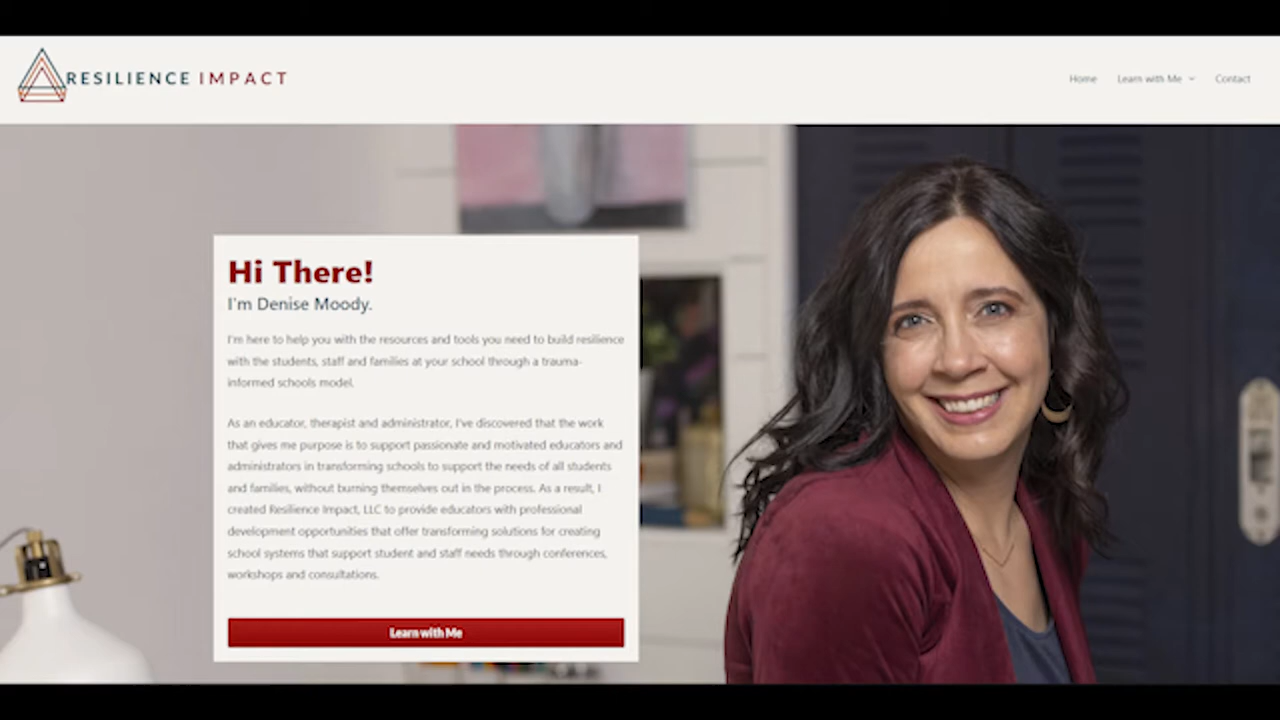 RESILIENCE IMPACT
Home Learn with Me Contact
Hi There!
I'm Denise Moody.
I'm here to help you with the resources and tools you need to build resilience
with the students, staff and families at your school through a trauma-
informed schools model.
As an educator, therapist and administrator, I've discovered that the work
that gives me purpose is to support passionate and motivated educators and
administrators in transforming schools to support the needs of all students
and families, without burning themselves out in the process. As a result, I
created Resilience Impact, LLC to provide educators with professional
development opportunities that offer transforming solutions for creating
school systems that support student and staff needs through conferences,
workshops and consultations.
Learn with Me